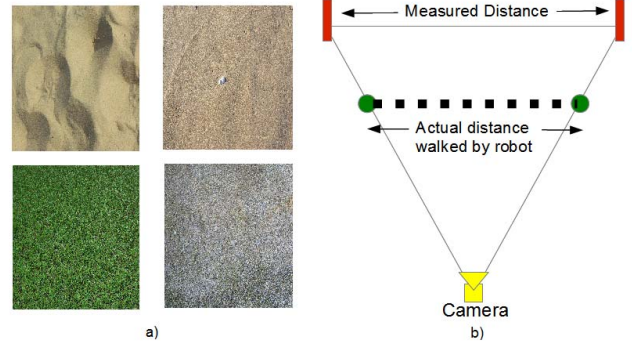 Measured Distance
Actual distance
walked by robot
Camera
a)
b)